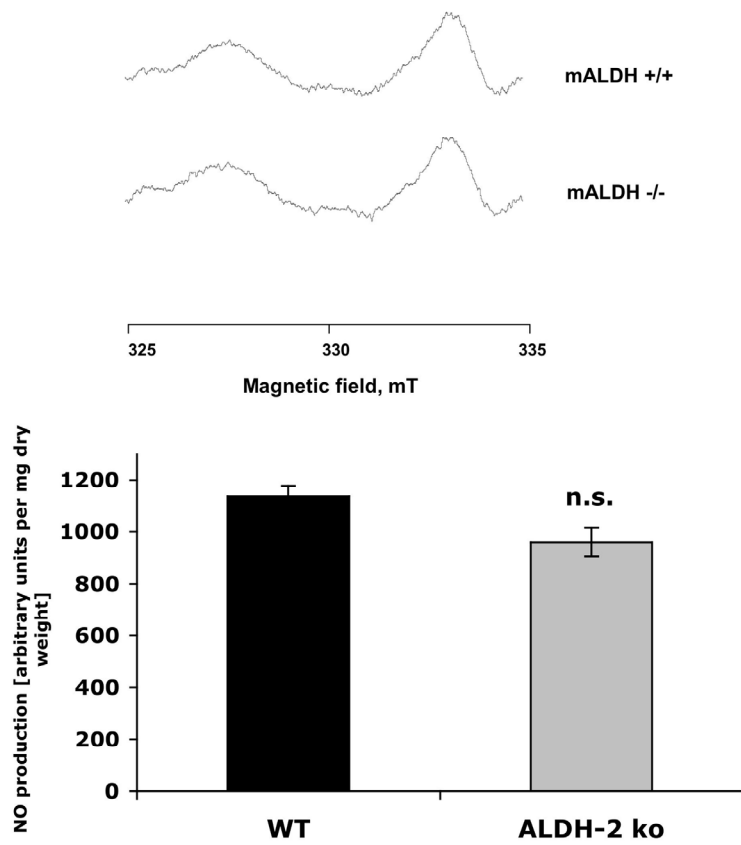 mALDH +/+
mALDH -/-
325
330
335
Magnetic field, mT
NO production [arbitrary units per mg dry
weight]
1200
1000
800
600
400
200
0
n.s.
WT
ALDH-2 ko